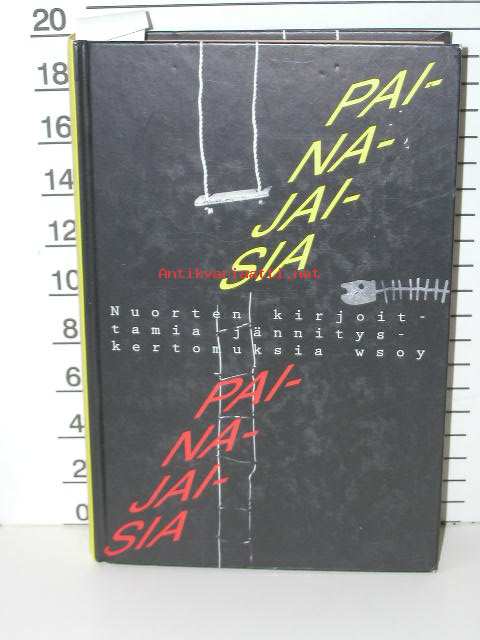 20
18
16
14
12
10
8
6
4
2
0
PAI-
NA-
JAI-
SIA
Antikvariaatti.net
Nuorten kirjoit-
tamia jännitys-
kertomuksia wsoy
PAI-
NA-
JAI-
SIA